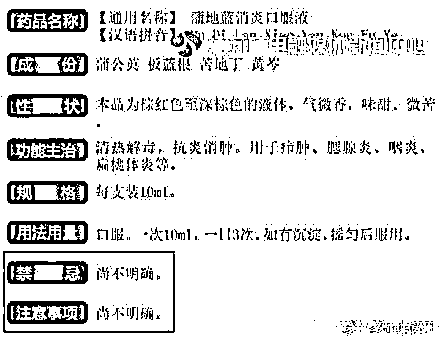 【药品名称】 【通用名称】 蒲地蓝消炎口服液
【汉语拼音】
【成 份】 蒲公英 板蓝根 苦地丁 黄芩
【性 状】 本品为棕红色至深棕色的液体，气微香，味甜、微苦
。
【功能主治】 清热解毒，抗炎消肿。用于疖肿、腮腺炎、咽炎、
扁桃体炎等。
【规 格】 每支装10ml。
【用法用量】 口服。一次10ml，一日3次，如有沉淀，摇匀后服用。
【禁 忌】 尚不明确。
【注意事项】 尚不明确。